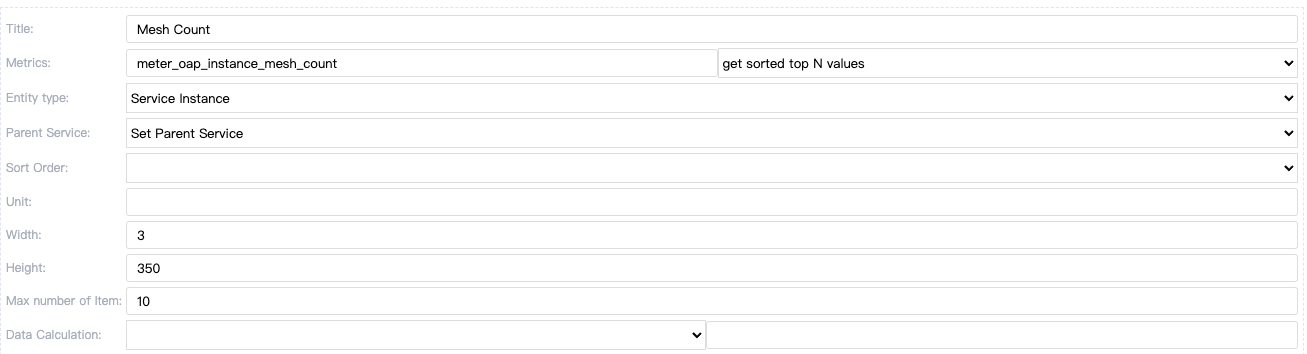 Title: Mesh Count
Metrics: meter_oap_instance_mesh_count get sorted top N values
Entity type: Service Instance
Parent Service: Set Parent Service
Sort Order:
Unit:
Width: 3
Height: 350
Max number of Item: 10
Data Calculation: